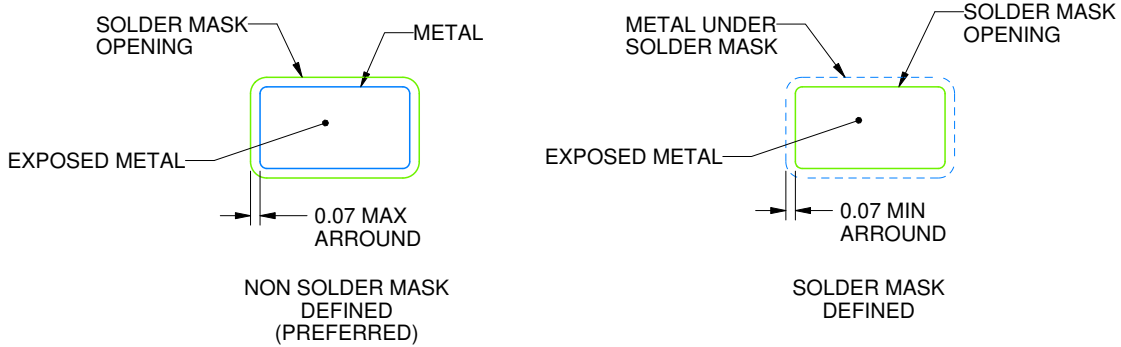 SOLDER MASK
OPENING
METAL
EXPOSED METAL
0.07 MAX
ARROUND
NON SOLDER MASK
DEFINED
(PREFERRED)
METAL UNDER
SOLDER MASK
SOLDER MASK
OPENING
EXPOSED METAL
0.07 MIN
ARROUND
SOLDER MASK
DEFINED